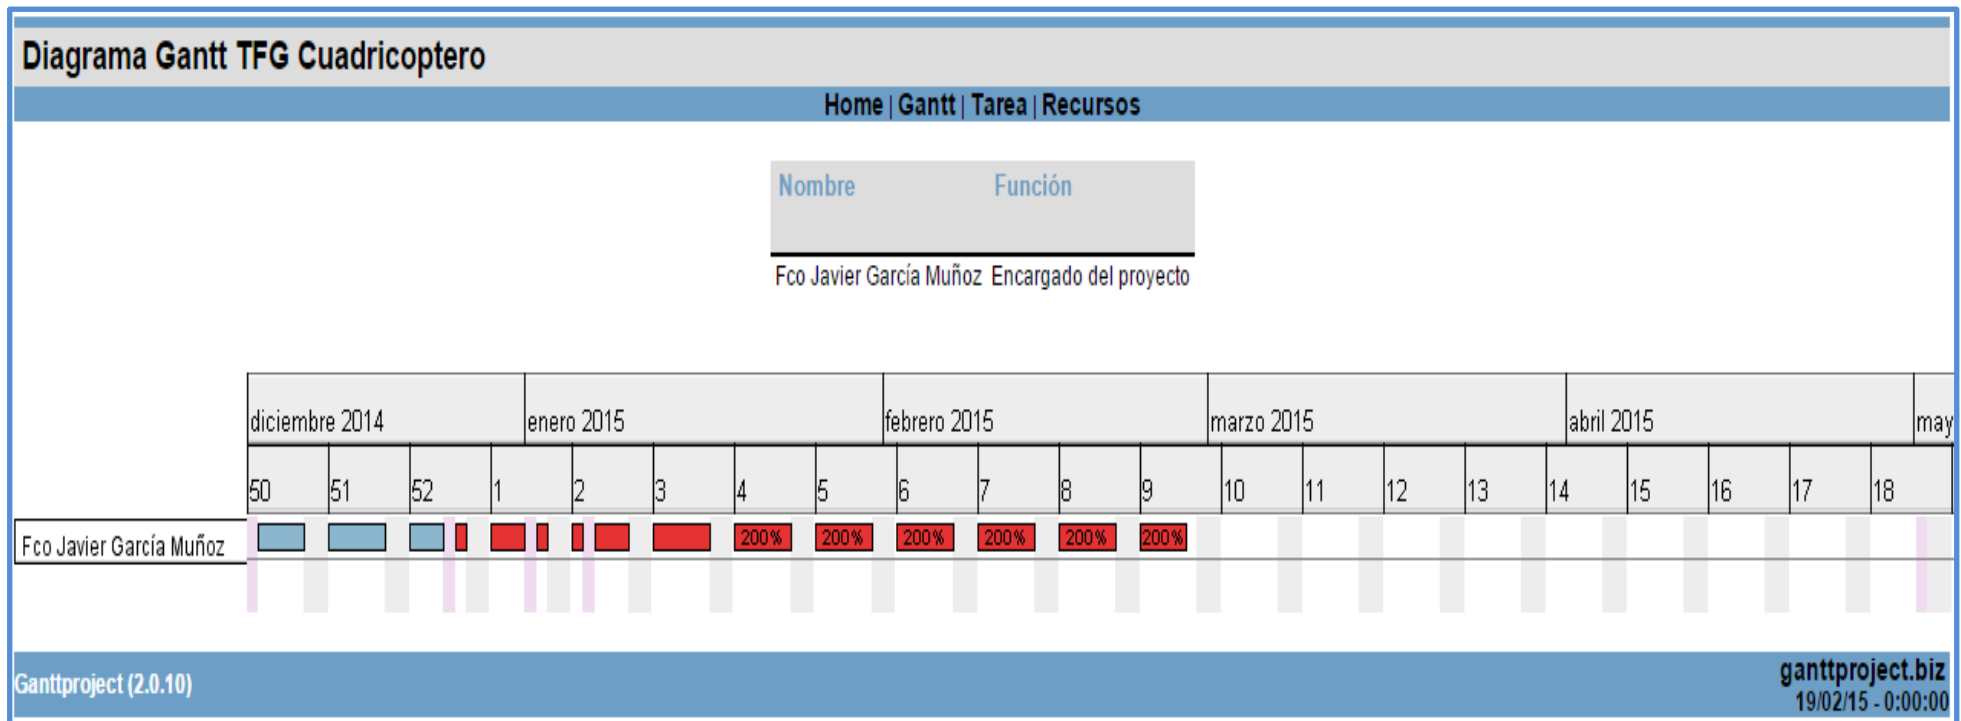 Diagrama Gantt TFG Cuadricoptero
Home | Gantt | Tarea | Recursos
Nombre Función
Fco Javier García Muñoz Encargado del proyecto
diciembre 2014 enero 2015 febrero 2015 marzo 2015 abril 2015 may
50 51 52 1 2 3 4 5 6 7 8 9 10 11 12 13 14 15 16 17 18
Fco Javier García Muñoz 200% 200% 200% 200% 200% 200%
Ganttproject (2.0.10)
ganttproject.biz
19/02/15 - 0:00:00